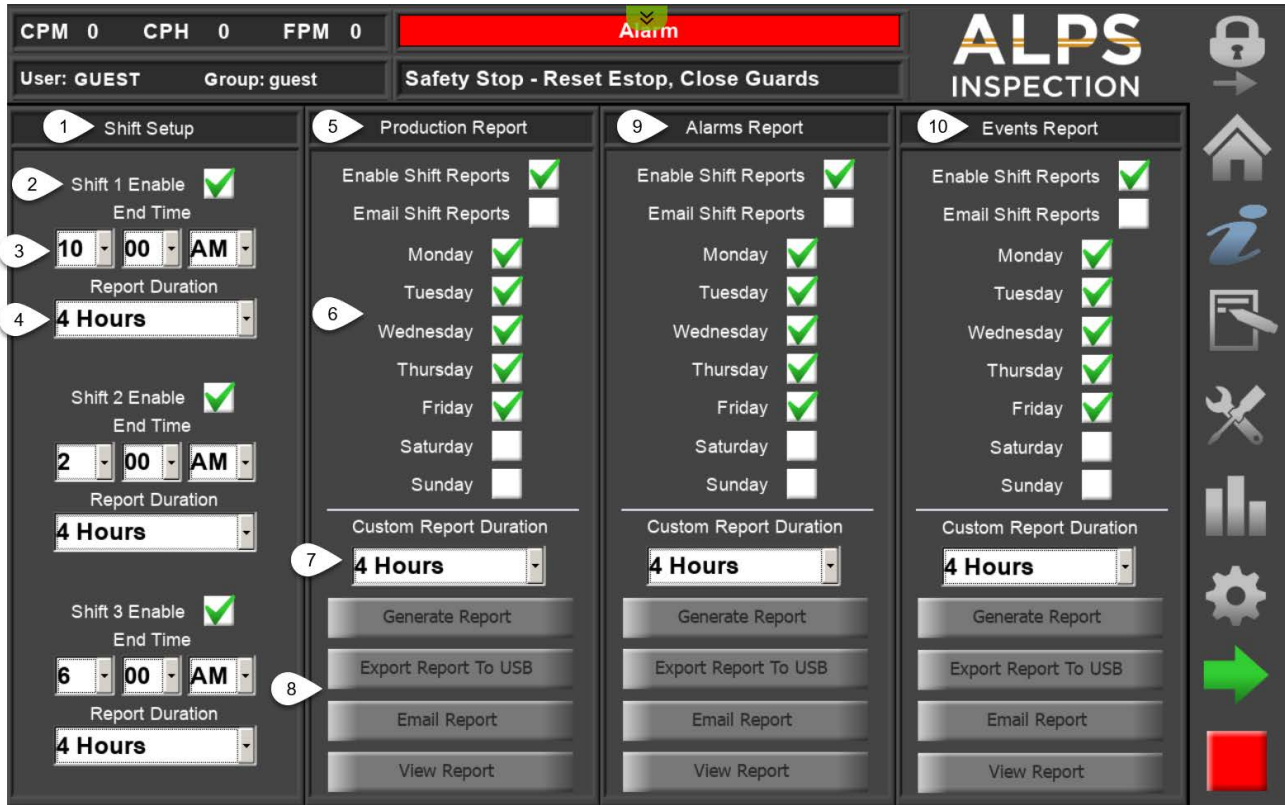 CPM 0 CPH 0 FPM 0
Alarm
ALPS
INSPECTION
User: GUEST Group: guest
Safety Stop - Reset Estop, Close Guards
1 Shift Setup
2 Shift 1 Enable
End Time
3 10 00 AM
Report Duration
4 4 Hours
Shift 2 Enable
End Time
2 00 AM
Report Duration
4 Hours
Shift 3 Enable
End Time
6 00 AM
Report Duration
4 Hours
5 Production Report
Enable Shift Reports
Email Shift Reports
Monday
Tuesday
6 Wednesday
Thursday
Friday
Saturday
Sunday
Custom Report Duration
7 4 Hours
Generate Report
Export Report To USB
8
Email Report
View Report
9 Alarms Report
Enable Shift Reports
Email Shift Reports
Monday
Tuesday
Wednesday
Thursday
Friday
Saturday
Sunday
Custom Report Duration
4 Hours
Generate Report
Export Report To USB
Email Report
View Report
10 Events Report
Enable Shift Reports
Email Shift Reports
Monday
Tuesday
Wednesday
Thursday
Friday
Saturday
Sunday
Custom Report Duration
4 Hours
Generate Report
Export Report To USB
Email Report
View Report